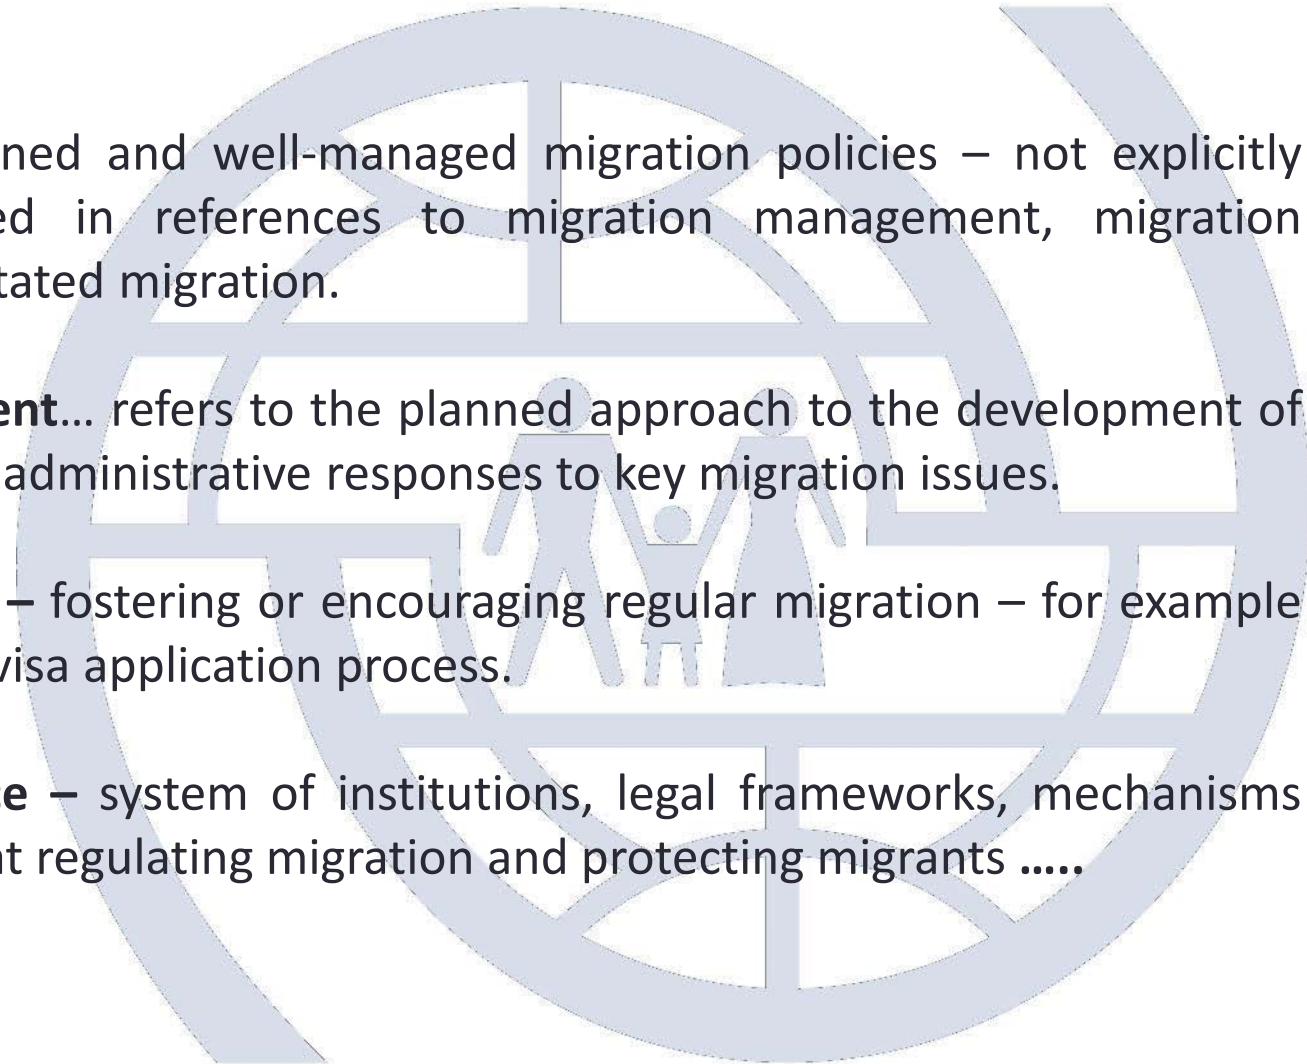 ned and well-managed migration policies – not explicitly
ed in references to migration management, migration
tated migration.
ent… refers to the planned approach to the development of
administrative responses to key migration issues.
– fostering or encouraging regular migration – for example
visa application process.
ce – system of institutions, legal frameworks, mechanisms
at regulating migration and protecting migrants …..